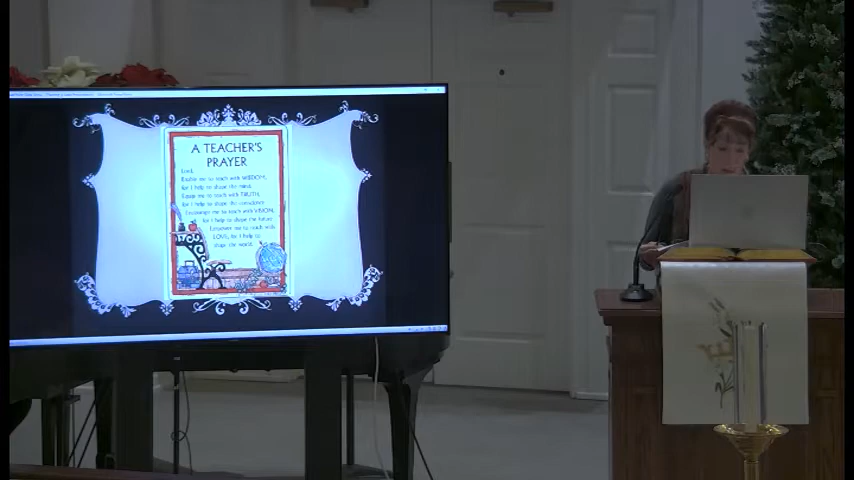 A TEACHER'S
PRAYER
Lord,
Enable me to teach with WISDOM,
for I help to shape the mind.
Equip me to teach with TRUTH,
for I help to shape the conscience.
Encourage me to teach with VISION,
for I help to shape the future.
Empower me to teach with
LOVE, for I help to
shape the world.